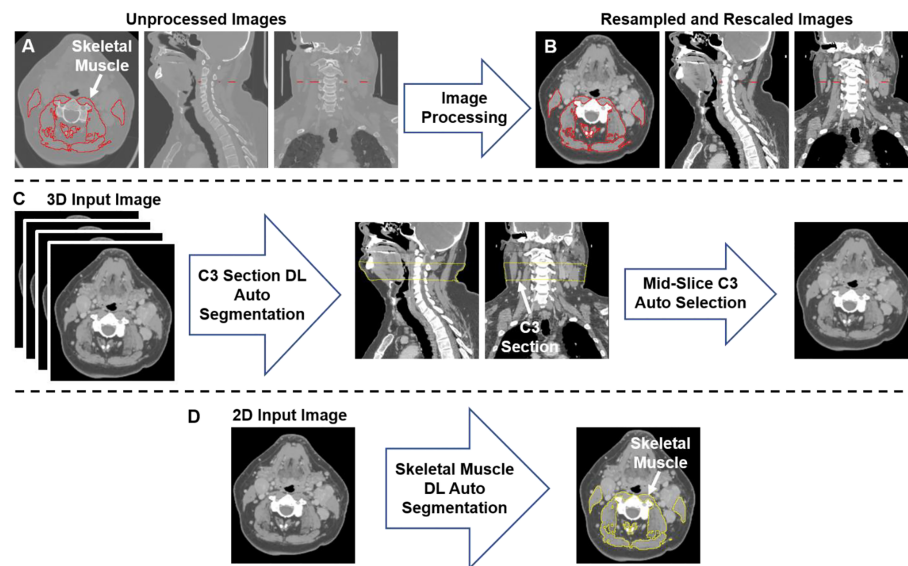 Unprocessed Images
Resampled and Rescaled Images
A
Skeletal
Muscle
Image
Processing
B
C
3D Input Image
C3 Section DL
Auto
Segmentation
C3
Section
Mid-Slice C3
Auto Selection
D
2D Input Image
Skeletal Muscle
DL Auto
Segmentation
Skeletal
Muscle